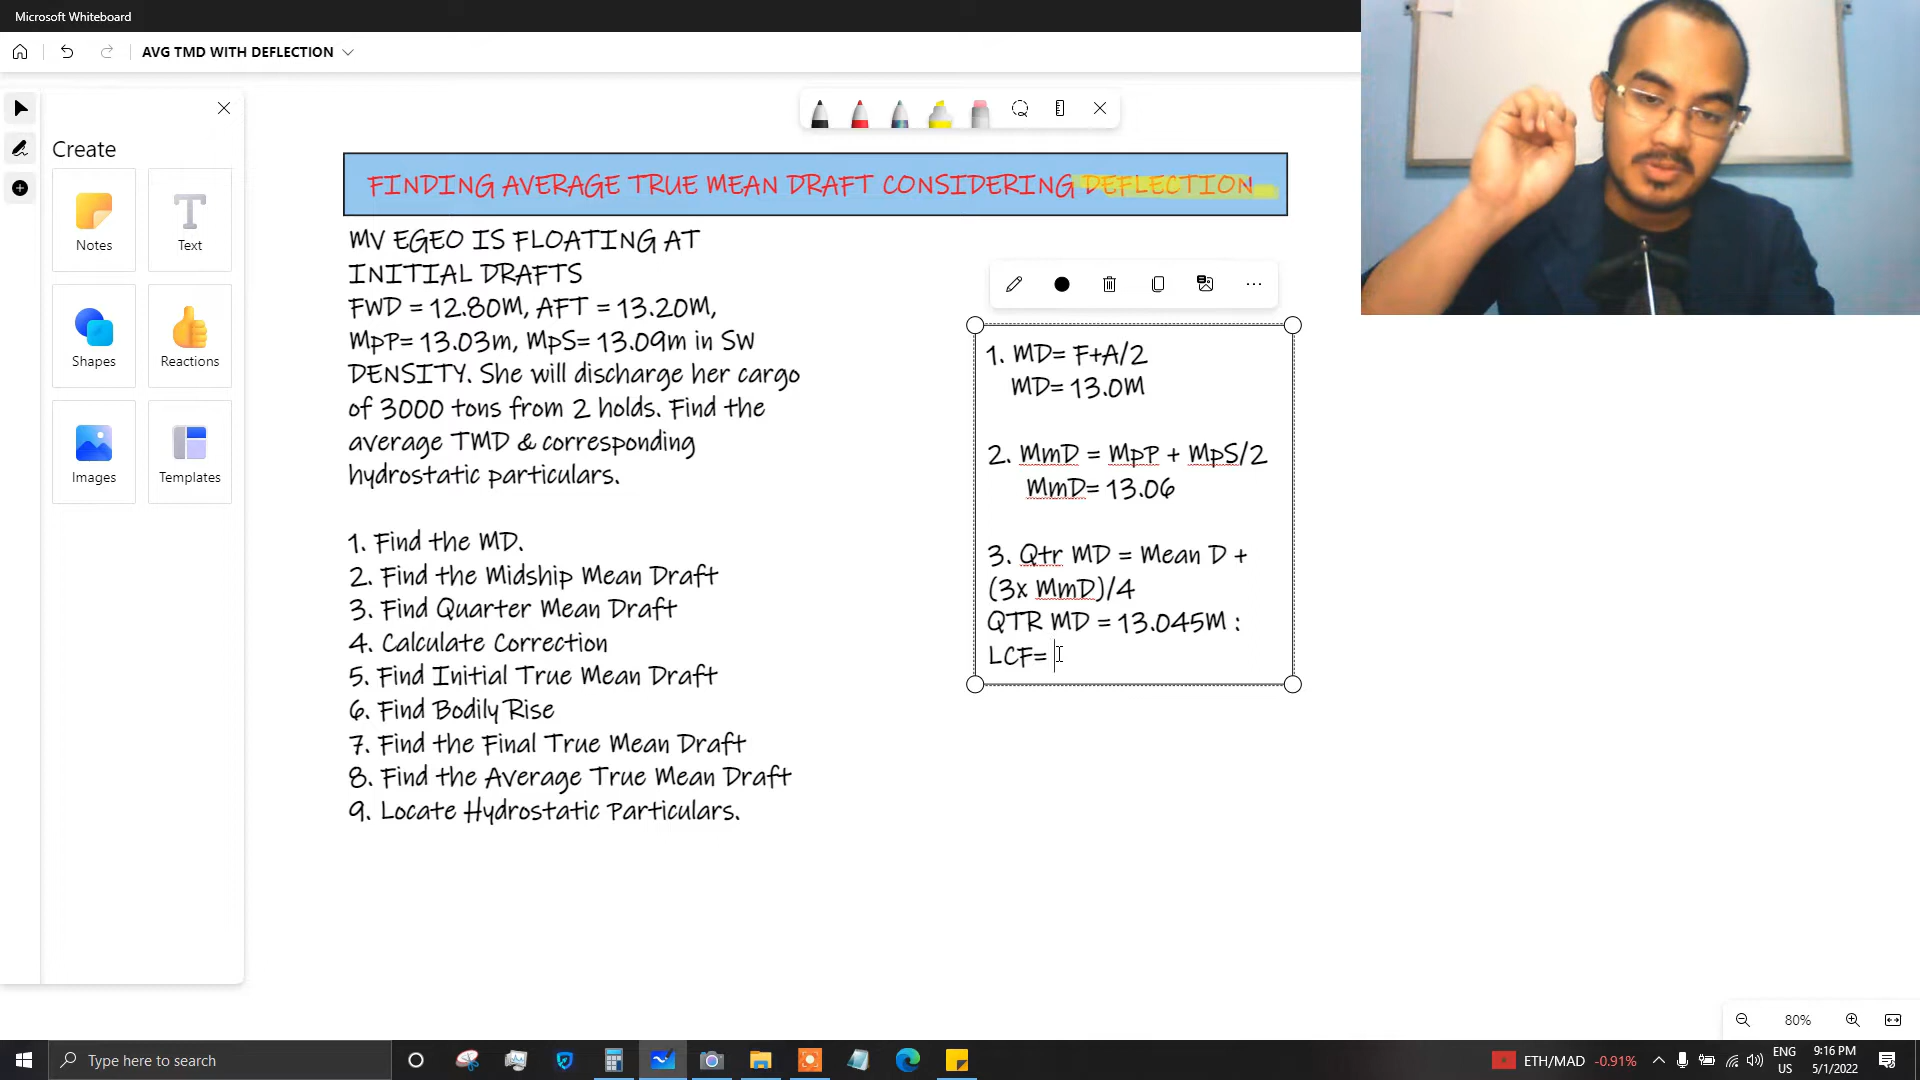 Microsoft Whiteboard
AVG TMD WITH DEFLECTION
Create
Notes
Text
Shapes
Reactions
Images
Templates
FINDING AVERAGE TRUE MEAN DRAFT CONSIDERING DEFLECTION
MV EGEO IS FLOATING AT
INITIAL DRAFTS
FWD = 12.80M, AFT = 13.20M,
MpP= 13.03m, MpS= 13.09m in SW
DENSITY. She will discharge her cargo
of 3000 tons from 2 holds. Find the
average TMD & corresponding
hydrostatic particulars.
1. Find the MD.
2. Find the Midship Mean Draft
3. Find Quarter Mean Draft
4. Calculate Correction
5. Find Initial True Mean Draft
6. Find Bodily Rise
7. Find the Final True Mean Draft
8. Find the Average True Mean Draft
9. Locate Hydrostatic Particulars.
1. MD= F+A/2
MD= 13.0M
2. MmD = MpP + MpS/2
MmD= 13.06
3. Qtr MD = Mean D +
(3x MmD)/4
QTR MD = 13.045M :
LCF=
80%
Type here to search
ETH/MAD -0.91%
ENG
US
9:16 PM
5/1/2022